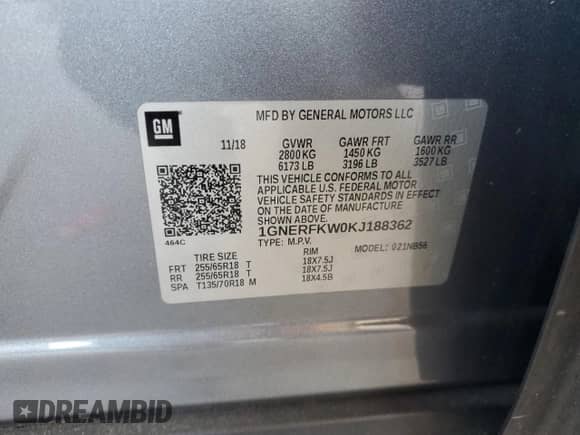 GM
MFD BY GENERAL MOTORS LLC
11/18 GVWR GAWR FRT GAWR RR
2800 KG 1450 KG 1600 KG
6173 LB 3196 LB 3527 LB
THIS VEHICLE CONFORMS TO ALL
APPLICABLE U.S. FEDERAL MOTOR
VEHICLE SAFETY STANDARDS IN EFFECT
ON THE DATE OF MANUFACTURE SHOWN ABOVE.
1GNERFKW0KJ188362
TYPE: M.P.V. MODEL: 021NB56
464C
TIRE SIZE RIM
FRT 255/65R18 T 18X7.5J
RR 255/65R18 T 18X7.5J
SPA T135/70R18 M 18X4.5B
DREAMBID